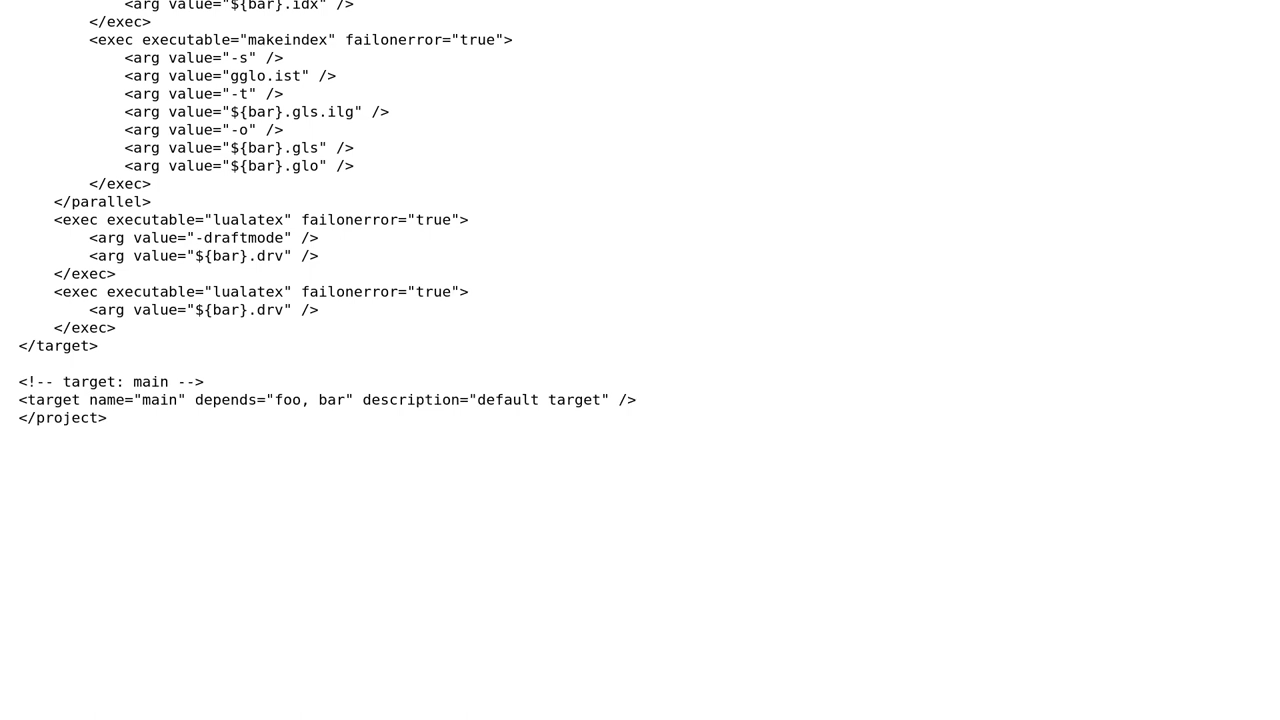 <arg value="${bar}.idx" />
        </exec>
        <exec executable="makeindex" failonerror="true">
            <arg value="-s" />
            <arg value="gglo.ist" />
            <arg value="-t" />
            <arg value="${bar}.gls.ilg" />
            <arg value="-o" />
            <arg value="${bar}.gls" />
            <arg value="${bar}.glo" />
        </exec>
    </parallel>
    <exec executable="lualatex" failonerror="true">
        <arg value="-draftmode" />
        <arg value="${bar}.drv" />
    </exec>
    <exec executable="lualatex" failonerror="true">
        <arg value="${bar}.drv" />
    </exec>
</target>

<!-- target: main -->
<target name="main" depends="foo, bar" description="default target" />
</project>